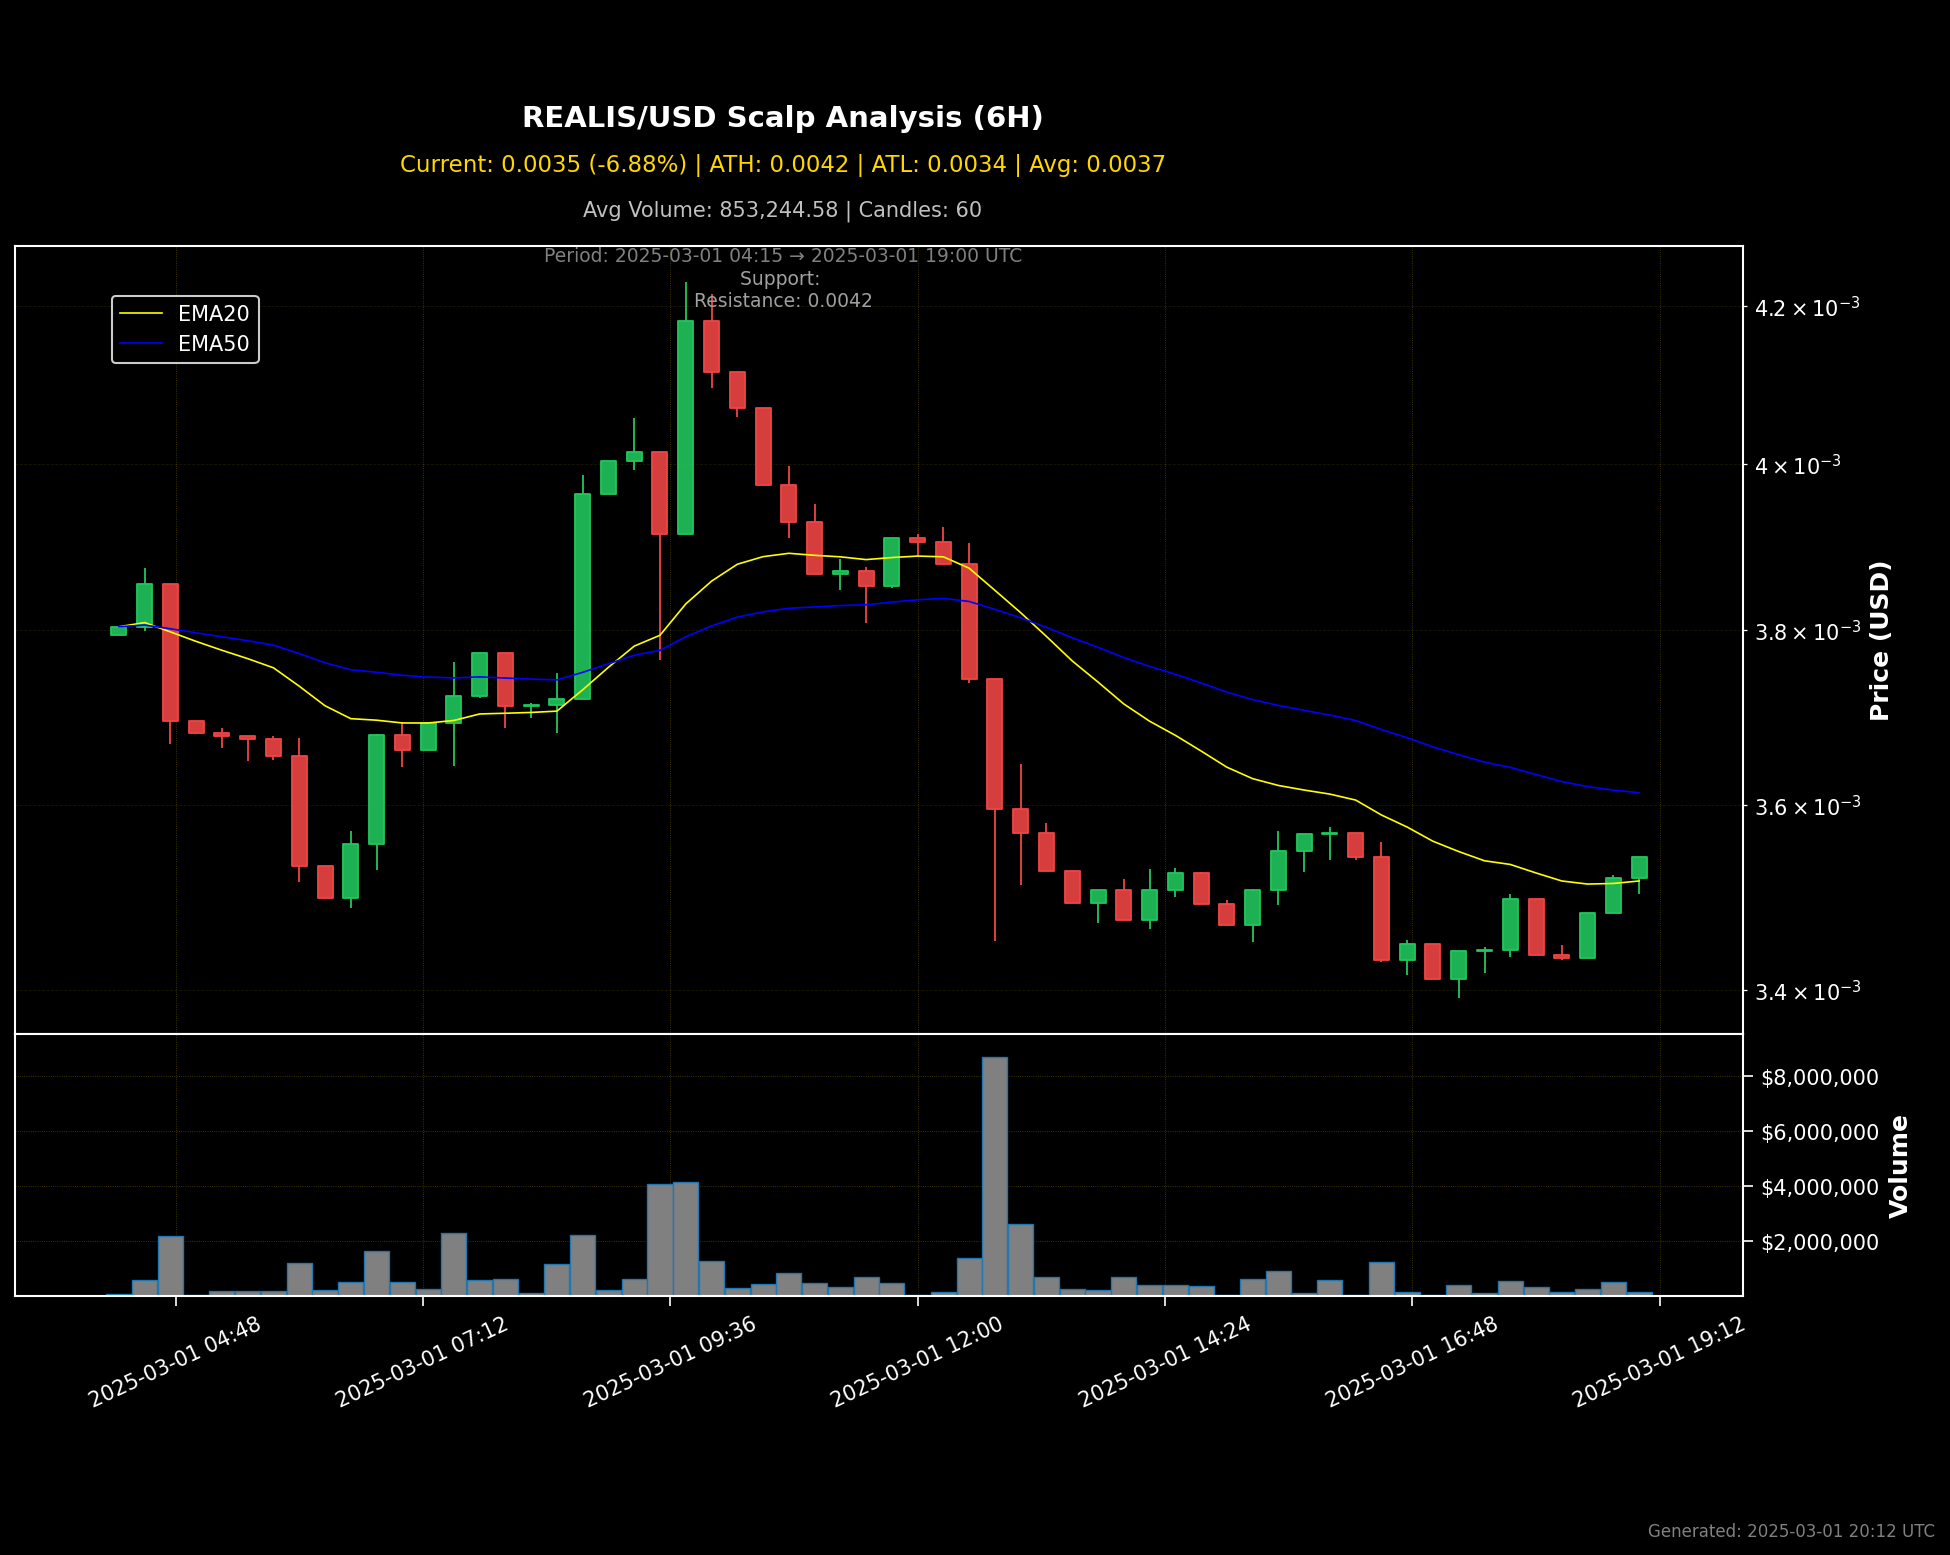 REALIS/USD Scalp Analysis (6H)
Current: 0.0035 (-6.88%) | ATH: 0.0042 | ATL: 0.0034 | Avg: 0.0037
Avg Volume: 853,244.58 | Candles: 60
Period: 2025-03-01 04:15 → 2025-03-01 19:00 UTC
Support:
Resistance: 0.0042
EMA20
EMA50
4.2 × 10⁻³
4 × 10⁻³
3.8 × 10⁻³
3.6 × 10⁻³
3.4 × 10⁻³
Price (USD)
$8,000,000
$6,000,000
$4,000,000
$2,000,000
Volume
2025-03-01 04:48
2025-03-01 07:12
2025-03-01 09:36
2025-03-01 12:00
2025-03-01 14:24
2025-03-01 16:48
2025-03-01 19:12
Generated: 2025-03-01 20:12 UTC